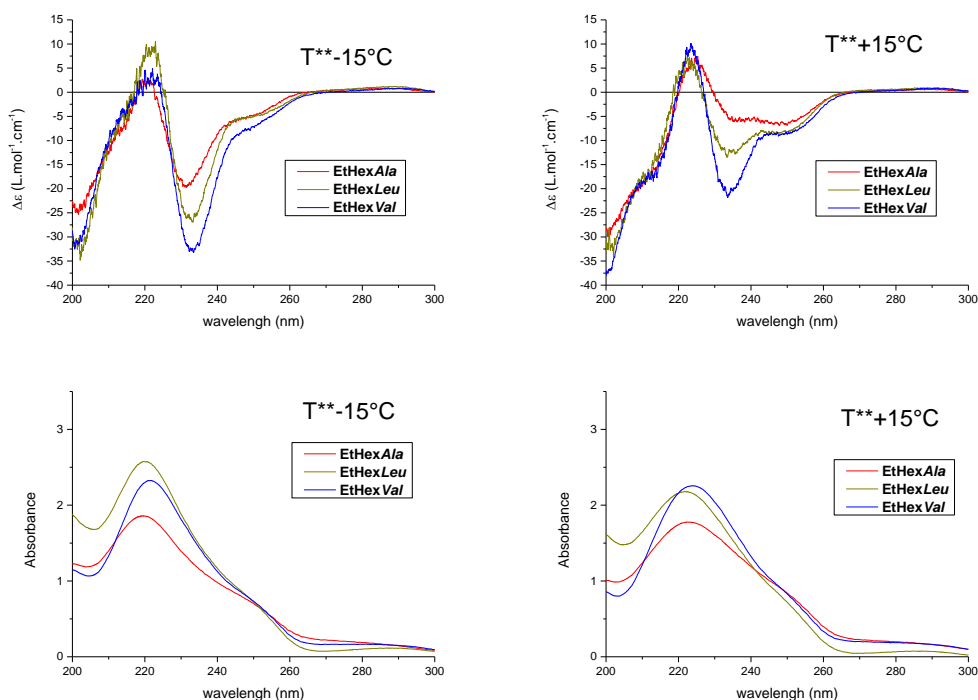 T**-15°C
Δε (L.mol⁻¹.cm⁻¹)
15
10
5
0
-5
-10
-15
-20
-25
-30
-35
-40
EtHexAla
EtHexLeu
EtHexVal
200 220 240 260 280 300
wavelengh (nm)
T**+15°C
Δε (L.mol⁻¹.cm⁻¹)
15
10
5
0
-5
-10
-15
-20
-25
-30
-35
-40
EtHexAla
EtHexLeu
EtHexVal
200 220 240 260 280 300
wavelengh (nm)
T**-15°C
Absorbance
3
2
1
0
EtHexAla
EtHexLeu
EtHexVal
200 220 240 260 280 300
wavelength (nm)
T**+15°C
Absorbance
3
2
1
0
EtHexAla
EtHexLeu
EtHexVal
200 220 240 260 280 300
wavelength (nm)